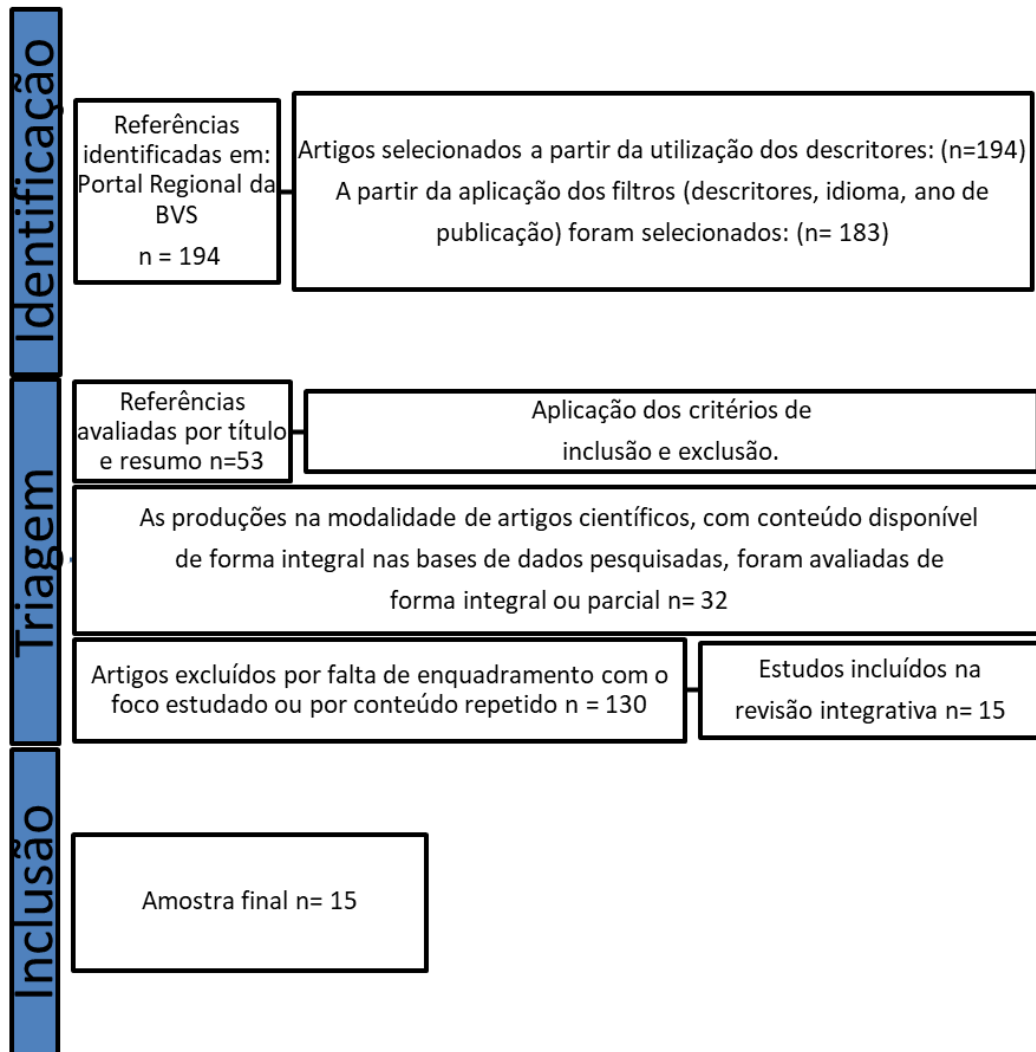 Identificação
Referências
identificadas em:
Portal Regional da
BVS
n = 194
Artigos selecionados a partir da utilização dos descritores: (n=194)
A partir da aplicação dos filtros (descritores, idioma, ano de
publicação) foram selecionados: (n= 183)
Triagem
Referências
avaliadas por título
e resumo n=53
Aplicação dos critérios de
inclusão e exclusão.
As produções na modalidade de artigos científicos, com conteúdo disponível
de forma integral nas bases de dados pesquisadas, foram avaliadas de
forma integral ou parcial n= 32
Artigos excluídos por falta de enquadramento com o
foco estudado ou por conteúdo repetido n = 130
Estudos incluídos na
revisão integrativa n= 15
Inclusão
Amostra final n= 15